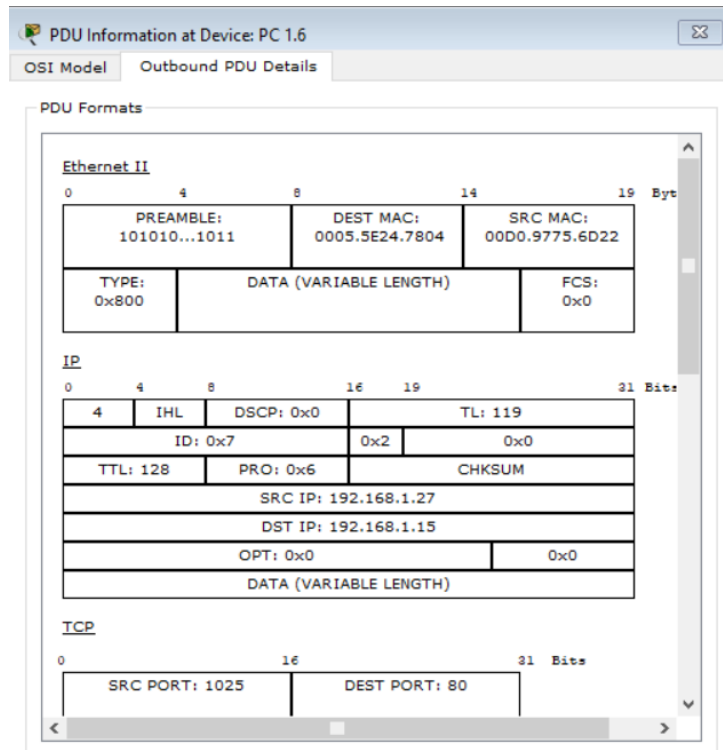 PDU Information at Device: PC 1.6
OSI Model Outbound PDU Details
PDU Formats
Ethernet II
0 4 8 14 19 Byt
PREAMBLE: DEST MAC: SRC MAC:
101010...1011 0005.5E24.7804 00D0.9775.6D22
TYPE: DATA (VARIABLE LENGTH) FCS:
0x800 0x0
IP
0 4 8 16 19 31 Bits
4 IHL DSCP: 0x0 TL: 119
ID: 0x7 0x2 0x0
TTL: 128 PRO: 0x6 CHKSUM
SRC IP: 192.168.1.27
DST IP: 192.168.1.15
OPT: 0x0 0x0
DATA (VARIABLE LENGTH)
TCP
0 16 31 Bits
SRC PORT: 1025 DEST PORT: 80